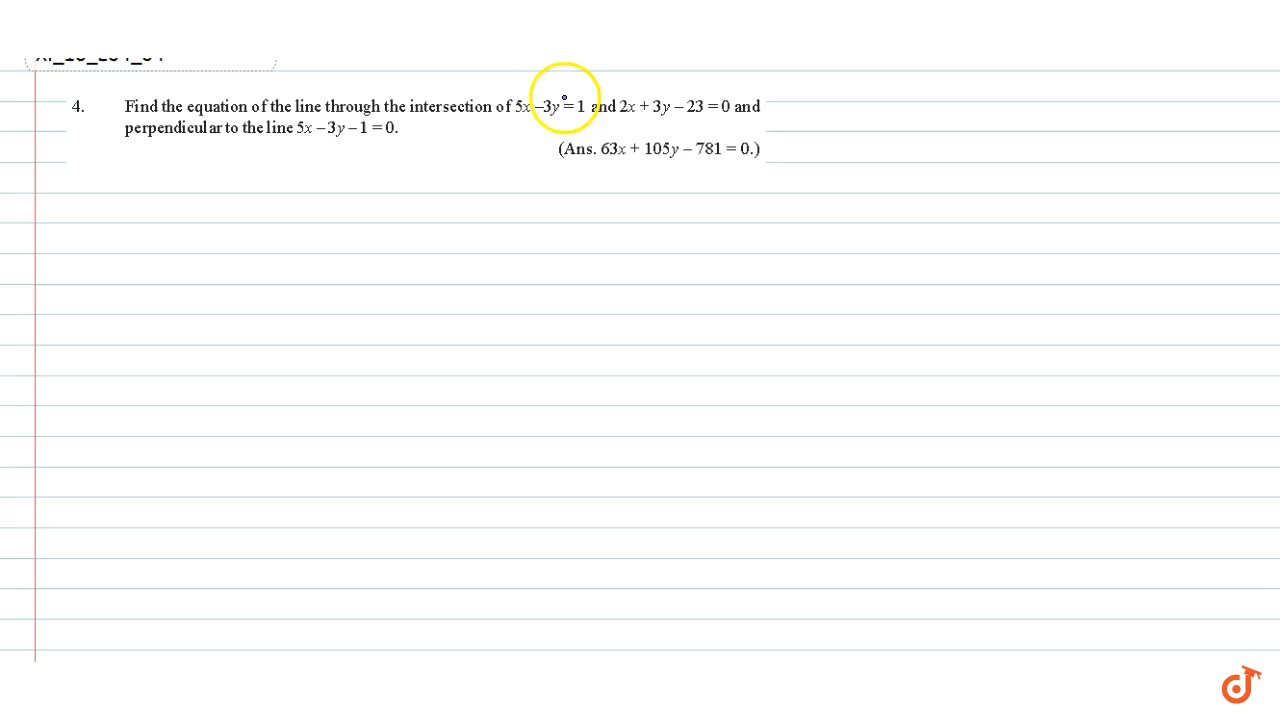 4. Find the equation of the line through the intersection of 5x –3y = 1 and 2x + 3y – 23 = 0 and
perpendicular to the line 5x – 3y – 1 = 0.
(Ans. 63x + 105y – 781 = 0.)